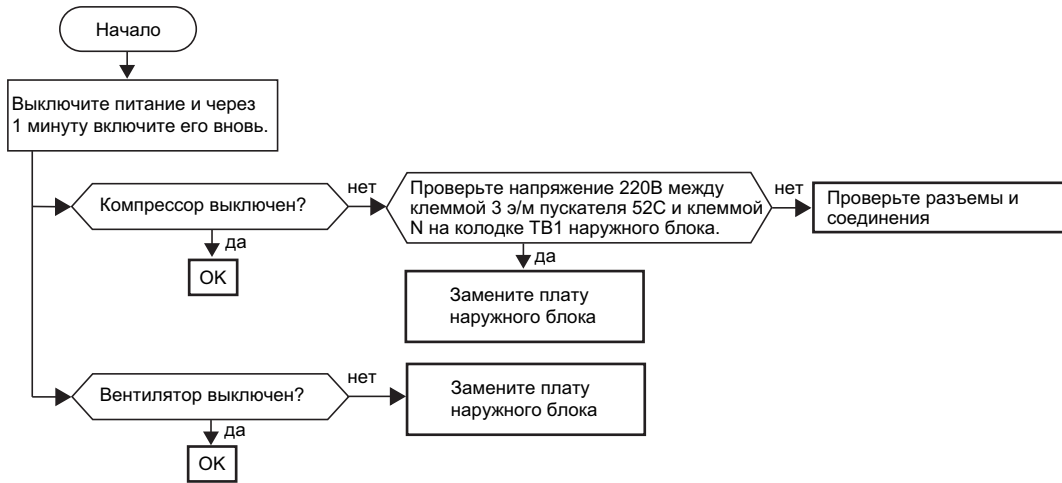 Начало
Выключите питание и через
1 минуту включите его вновь.
Компрессор выключен?
нет
Проверьте напряжение 220В между
клеммой 3 э/м пускателя 52С и клеммой
N на колодке ТВ1 наружного блока.
нет
Проверьте разъемы и
соединения
да
OK
да
Замените плату
наружного блока
Вентилятор выключен?
нет
Замените плату
наружного блока
да
OK